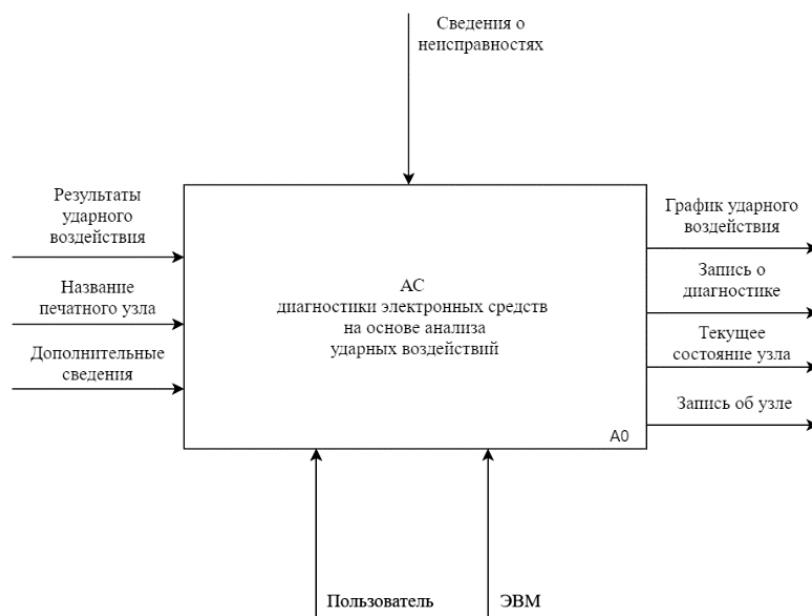 Сведения о
неисправностях
Результаты
ударного
воздействия
Название
печатного узла
Дополнительные
сведения
АС
диагностики электронных средств
на основе анализа
ударных воздействий
A0
График ударного
воздействия
Запись о
диагностике
Текущее
состояние узла
Запись об узле
Пользователь
ЭВМ